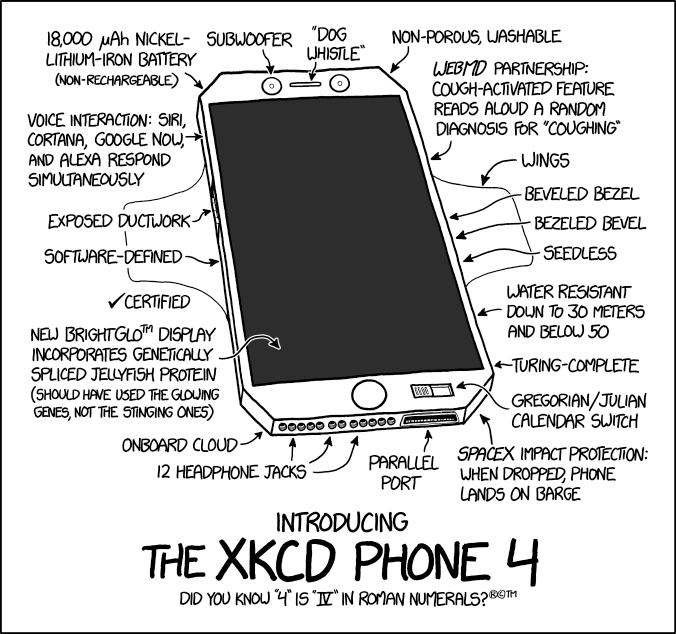 18,000 µAh NICKEL-
LITHIUM-IRON BATTERY
(NON-RECHARGEABLE)
SUBWOOFER
"DOG
WHISTLE"
NON-POROUS, WASHABLE
WEBMD PARTNERSHIP:
COUGH-ACTIVATED FEATURE
READS ALOUD A RANDOM
DIAGNOSIS FOR "COUGHING"
VOICE INTERACTION: SIRI,
CORTANA, GOOGLE NOW,
AND ALEXA RESPOND
SIMULTANEOUSLY
WINGS
BEVELED BEZEL
EXPOSED DUCTWORK
BEZELED BEVEL
SOFTWARE-DEFINED
SEEDLESS
✓CERTIFIED
WATER RESISTANT
DOWN TO 30 METERS
AND BELOW 50
NEW BRIGHTGLO™ DISPLAY
INCORPORATES GENETICALLY
SPLICED JELLYFISH PROTEIN
(SHOULD HAVE USED THE GLOWING
GENES, NOT THE STINGING ONES)
TURING-COMPLETE
GREGORIAN/JULIAN
CALENDAR SWITCH
ONBOARD CLOUD
12 HEADPHONE JACKS
PARALLEL
PORT
SPACEX IMPACT PROTECTION:
WHEN DROPPED, PHONE
LANDS ON BARGE
INTRODUCING
THE XKCD PHONE 4
DID YOU KNOW "4" IS "IV" IN ROMAN NUMERALS?®©™